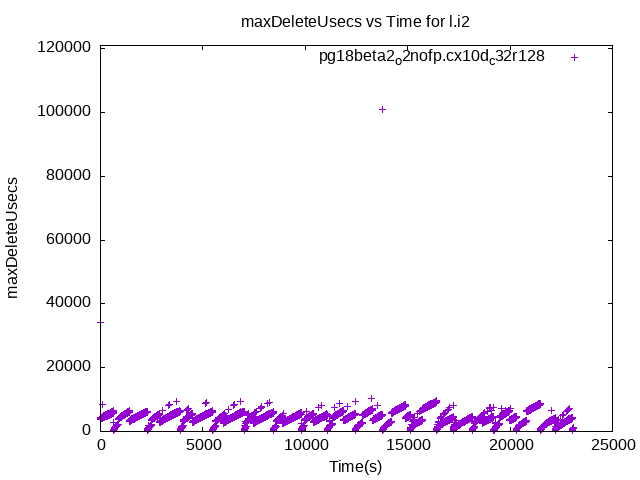 maxDeleteUsecs vs Time for l.i2
pg18beta2_o2nofp.cx10d_c32r128
120000
100000
80000
60000
40000
20000
0
maxDeleteUsecs
0 5000 10000 15000 20000 25000
Time(s)